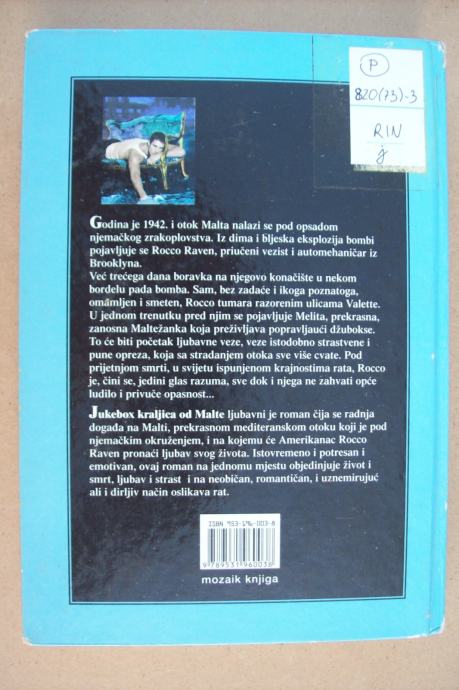 P
820(73)-3
RIN
j
Godina je 1942. i otok Malta nalazi se pod opsadom
njemačkog zrakoplovstva. Iz dima i bljeska eksplozija bombi
pojavljuje se Rocco Raven, priučeni vezist i automehaničar iz
Brooklyna.
Već trećega dana boravka na njegovo konačište u nekom
bordelu pada bomba. Sam, bez zadaće i ikoga poznatoga,
omamljen i smeten, Rocco tumara razorenim ulicama Valette.
U jednom trenutku pred njim se pojavljuje Melita, prekrasna,
zanosna Maltežanka koja preživljava popravljaući džubokse.
To će biti početak ljubavne veze, veze istodobno strastvene i
pune opreza, koja sa stradanjem otoka sve više cvate. Pod
prijetnjom smrti, u svijetu ispunjenom krajnostima rata, Rocco
je, čini se, jedini glas razuma, sve dok i njega ne zahvati opće
ludilo i privuče opasnost...
Jukebox kraljica od Malte ljubavni je roman čija se radnja
događa na Malti, prekrasnom mediteranskom otoku koji je pod
njemačkim okruženjem, i na kojemu će Amerikanac Rocco
Raven pronaći ljubav svog života. Istovremeno i potresan i
emotivan, ovaj roman na jednomu mjestu objedinjuje život i
smrt, ljubav i strast i na neobičan, romantičan, i uznemirujuć
ali i dirljiv način oslikava rat.
ISBN 953-196-003-8
9 789531 960038
mozaik knjiga